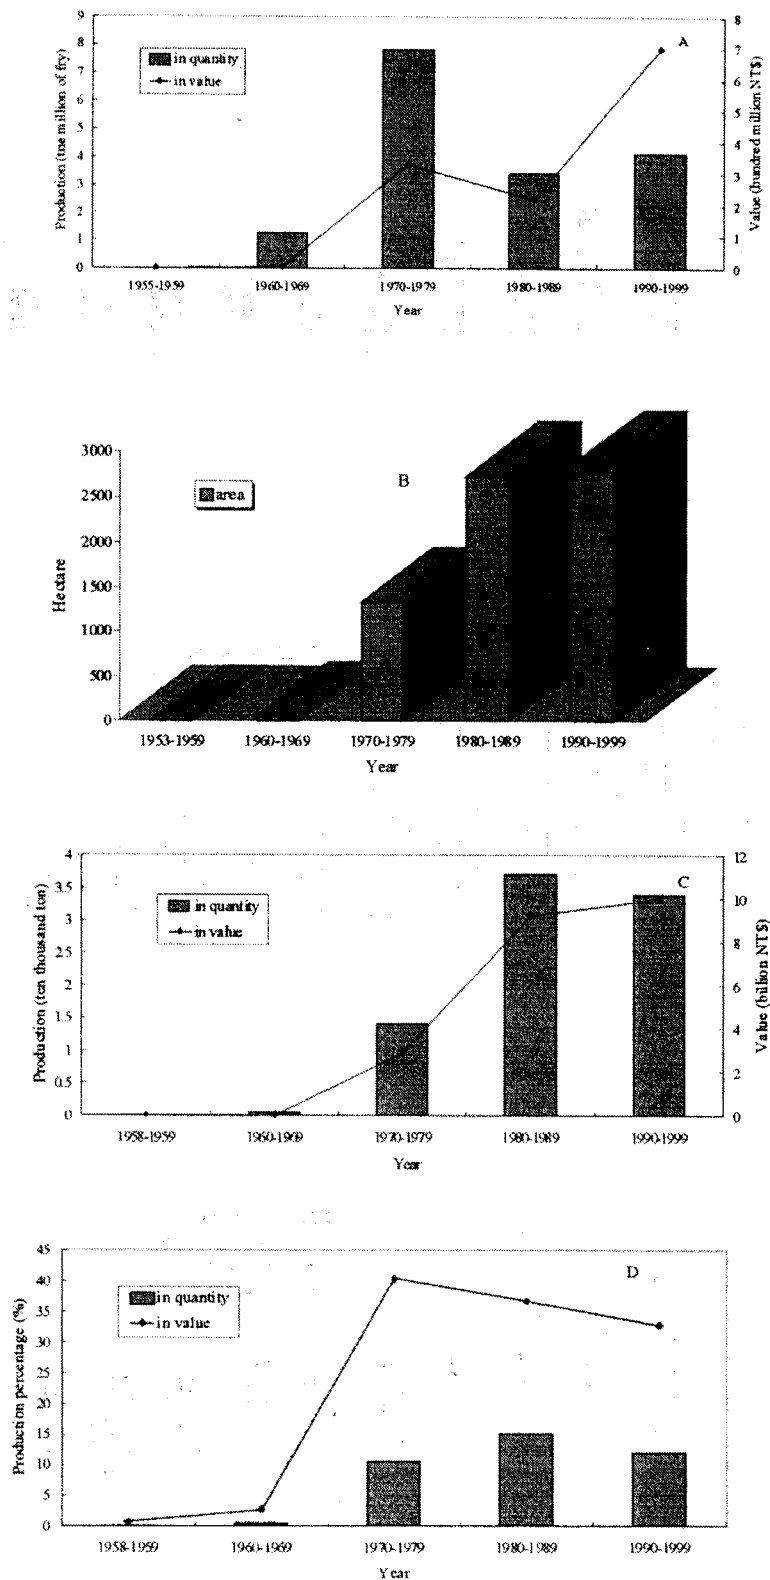 A
in quantity
in value
Production (tne million of fry)
Value (hundred million NT$)
9
8
7
6
5
4
3
2
1
0
8
7
6
5
4
3
2
1
0
1955-1959 1960-1969 1970-1979 1980-1989 1990-1999
Year
B
area
Hectare
3000
2500
2000
1500
1000
500
0
1953-1959 1960-1969 1970-1979 1980-1989 1990-1999
Year
C
in quantity
in value
Production (ten thousand ton)
Value (billion NT$)
4
3.5
3
2.5
2
1.5
1
0.5
0
12
10
8
6
4
2
0
1958-1959 1960-1969 1970-1979 1980-1989 1990-1999
Year
D
in quantity
in value
Production percentage (%)
45
40
35
30
25
20
15
10
5
0
1958-1959 1960-1969 1970-1979 1980-1989 1990-1999
Year